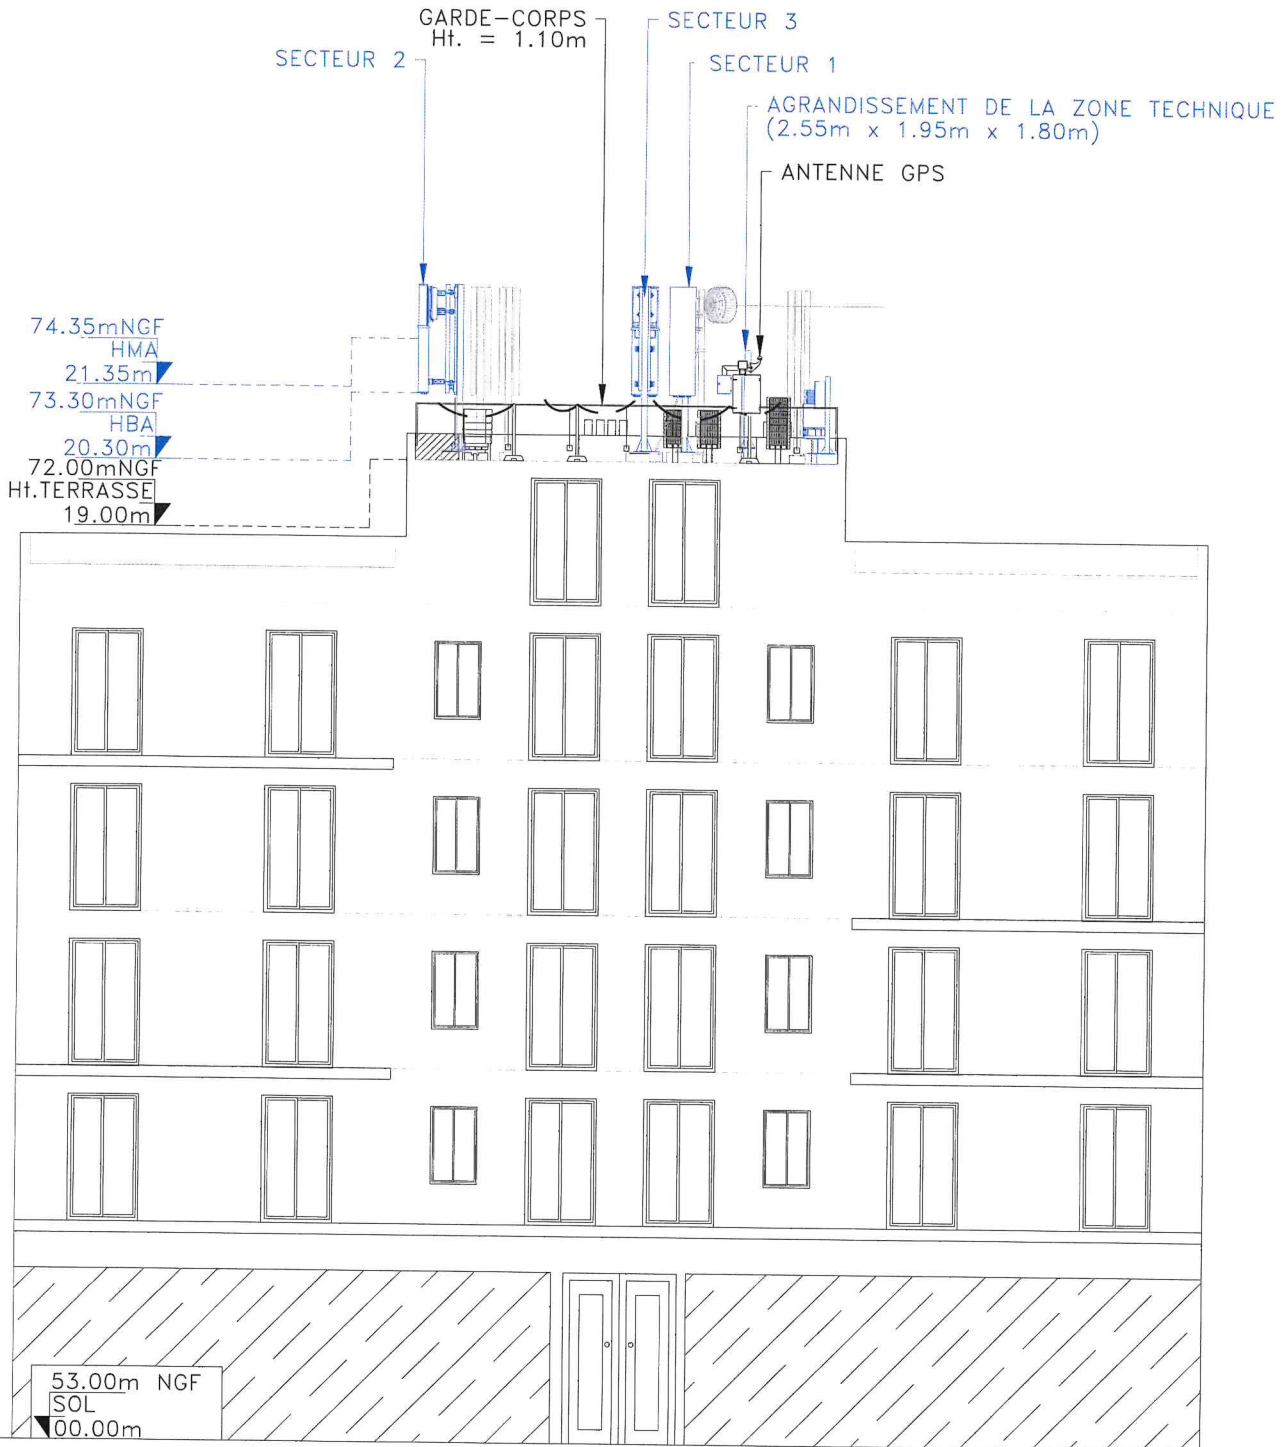 GARDE-CORPS
Ht. = 1.10m
SECTEUR 3
SECTEUR 2
SECTEUR 1
AGRANDISSEMENT DE LA ZONE TECHNIQUE
(2.55m x 1.95m x 1.80m)
ANTENNE GPS
74.35mNGF
HMA
21.35m
73.30mNGF
HBA
20.30m
72.00mNGF
Ht.TERRASSE
19.00m
53.00m NGF
SOL
00.00m